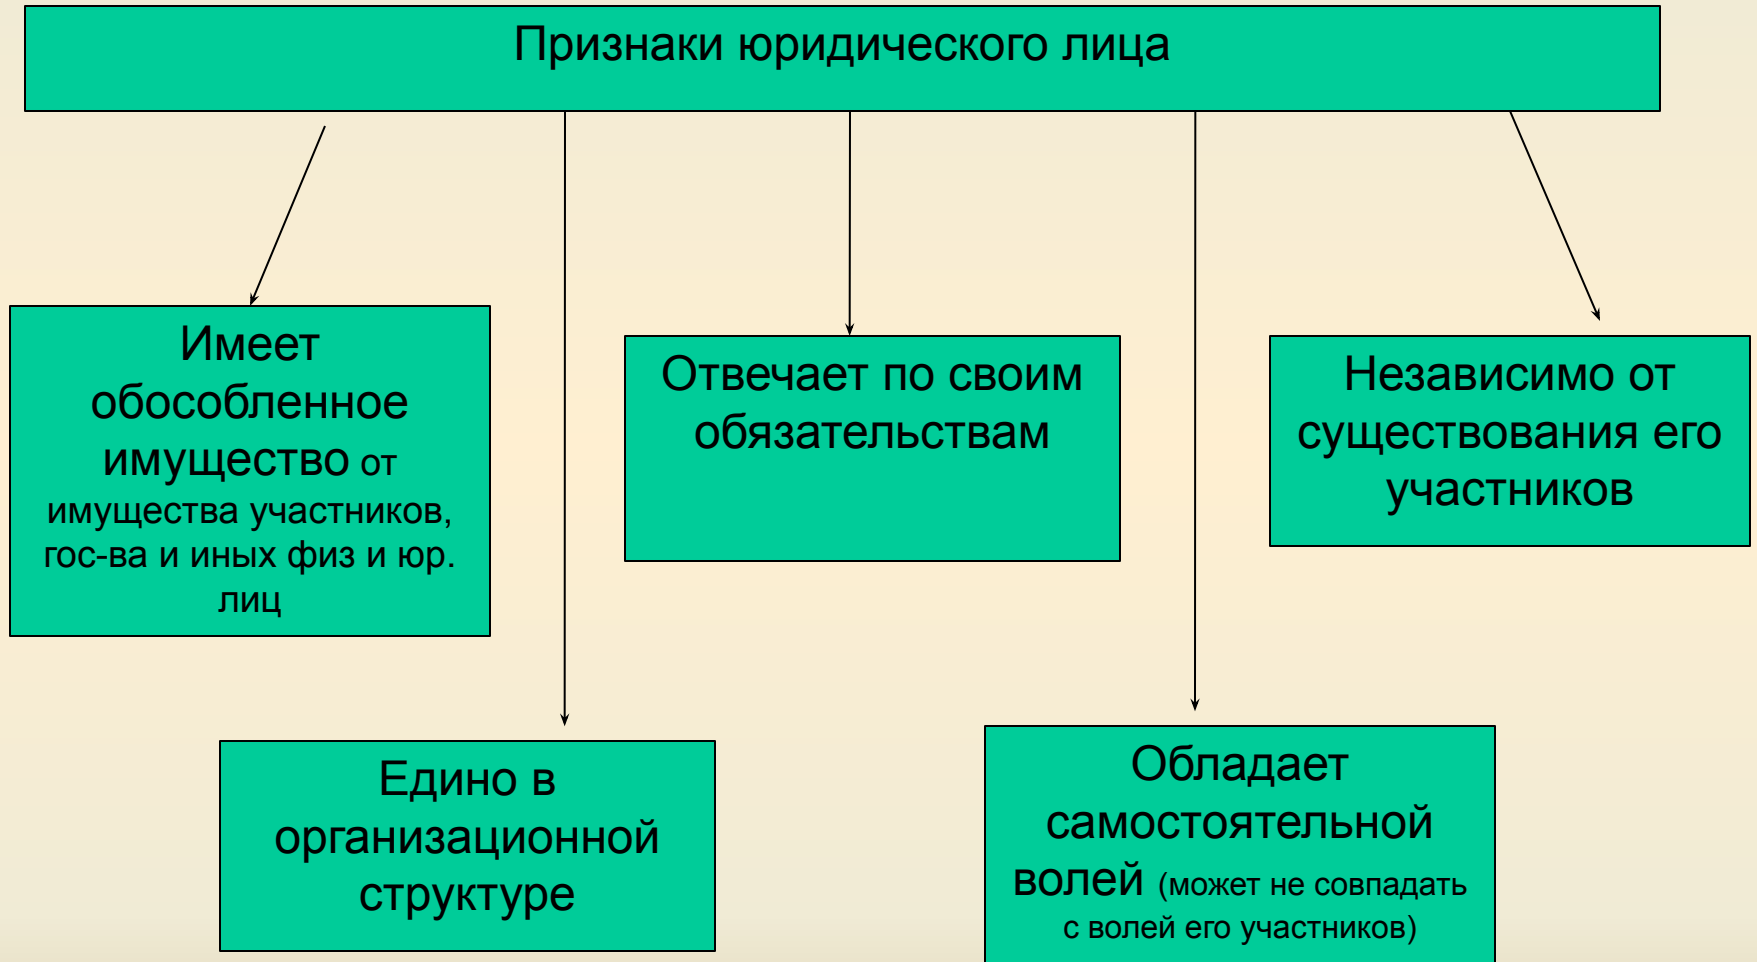 Признаки юридического лица
Имеет
обособленное
имущество от
имущества участников,
гос-ва и иных физ и юр.
лиц
Отвечает по своим
обязательствам
Независимо от
существования его
участников
Едино в
организационной
структуре
Обладает
самостоятельной
волей (может не совпадать
с волей его участников)